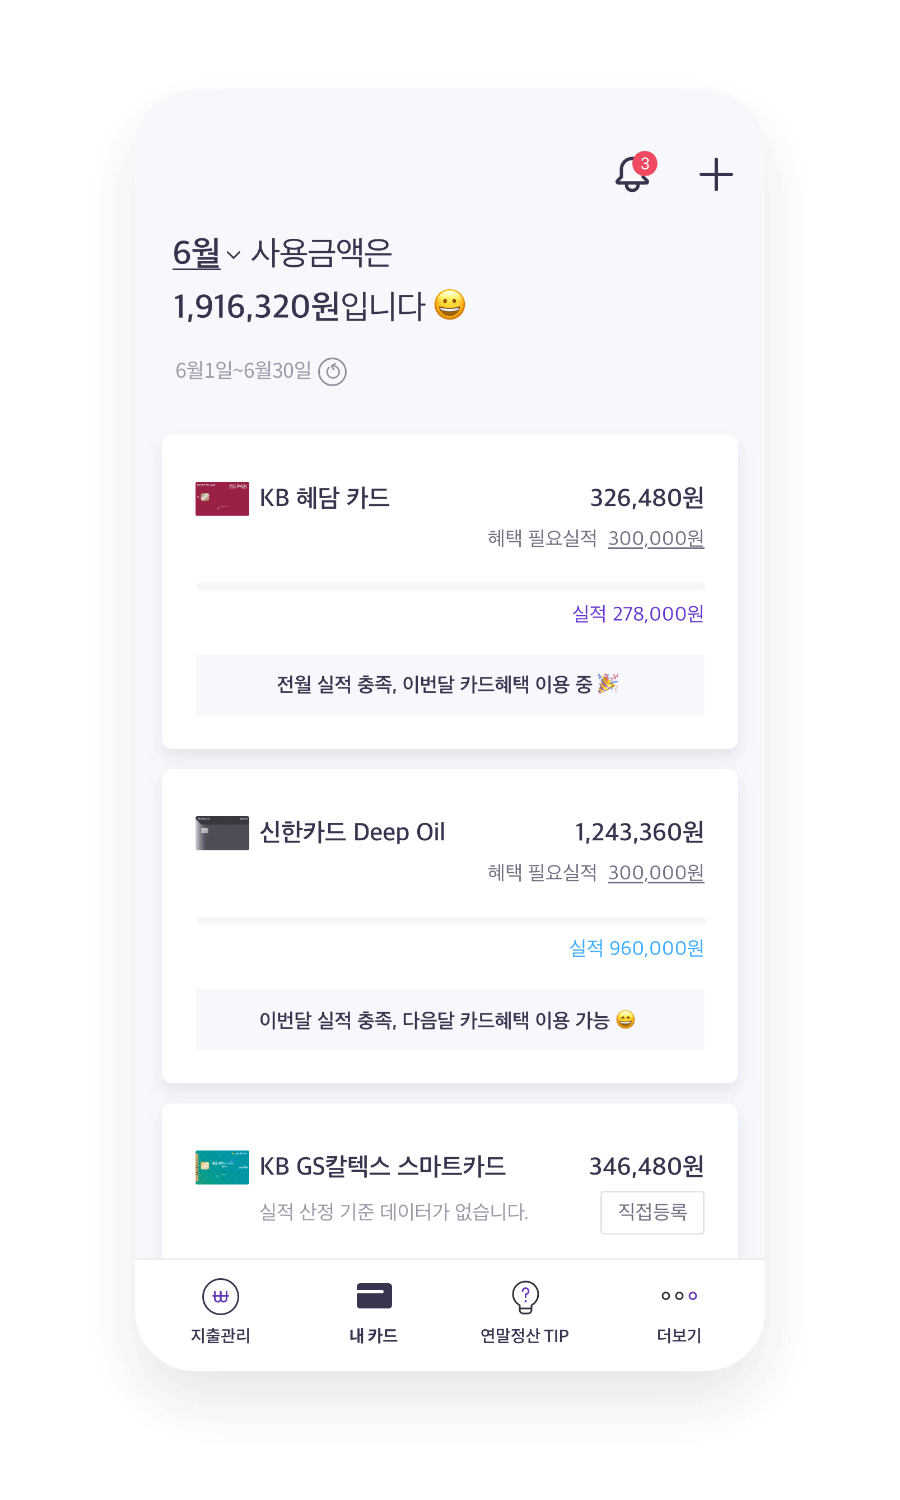 3
6월 사용금액은
1,916,320원입니다 😀
6월1일~6월30일
KB 혜담 카드 326,480원
혜택 필요실적 300,000원
실적 278,000원
전월 실적 충족, 이번달 카드혜택 이용 중 🎉
신한카드 Deep Oil 1,243,360원
혜택 필요실적 300,000원
실적 960,000원
이번달 실적 충족, 다음달 카드혜택 이용 가능 😄
KB GS칼텍스 스마트카드 346,480원
실적 산정 기준 데이터가 없습니다. 직접등록
지출관리 내 카드 연말정산 TIP 더보기